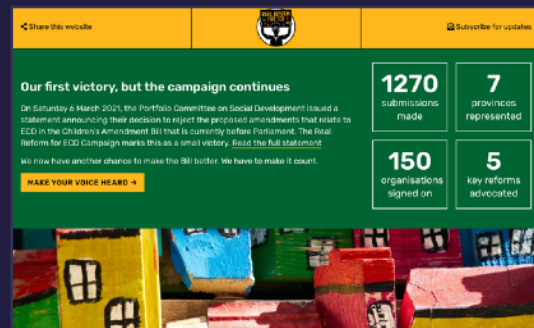 Share this website
REAL REFORM
FOR ECD
Subscribe for updates
Our first victory, but the campaign continues
On Saturday 6 March 2021, the Portfolio Committee on Social Development issued a
statement announcing their decision to reject the proposed amendments that relate to
ECD in the Children's Amendment Bill that is currently before Parliament. The Real
Reform for ECD Campaign marks this as a small victory. Read the full statement
We now have another chance to make the Bill better. We have to make it count.
MAKE YOUR VOICE HEARD →
1270
submissions
made
7
provinces
represented
150
organisations
signed on
5
key reforms
advocated